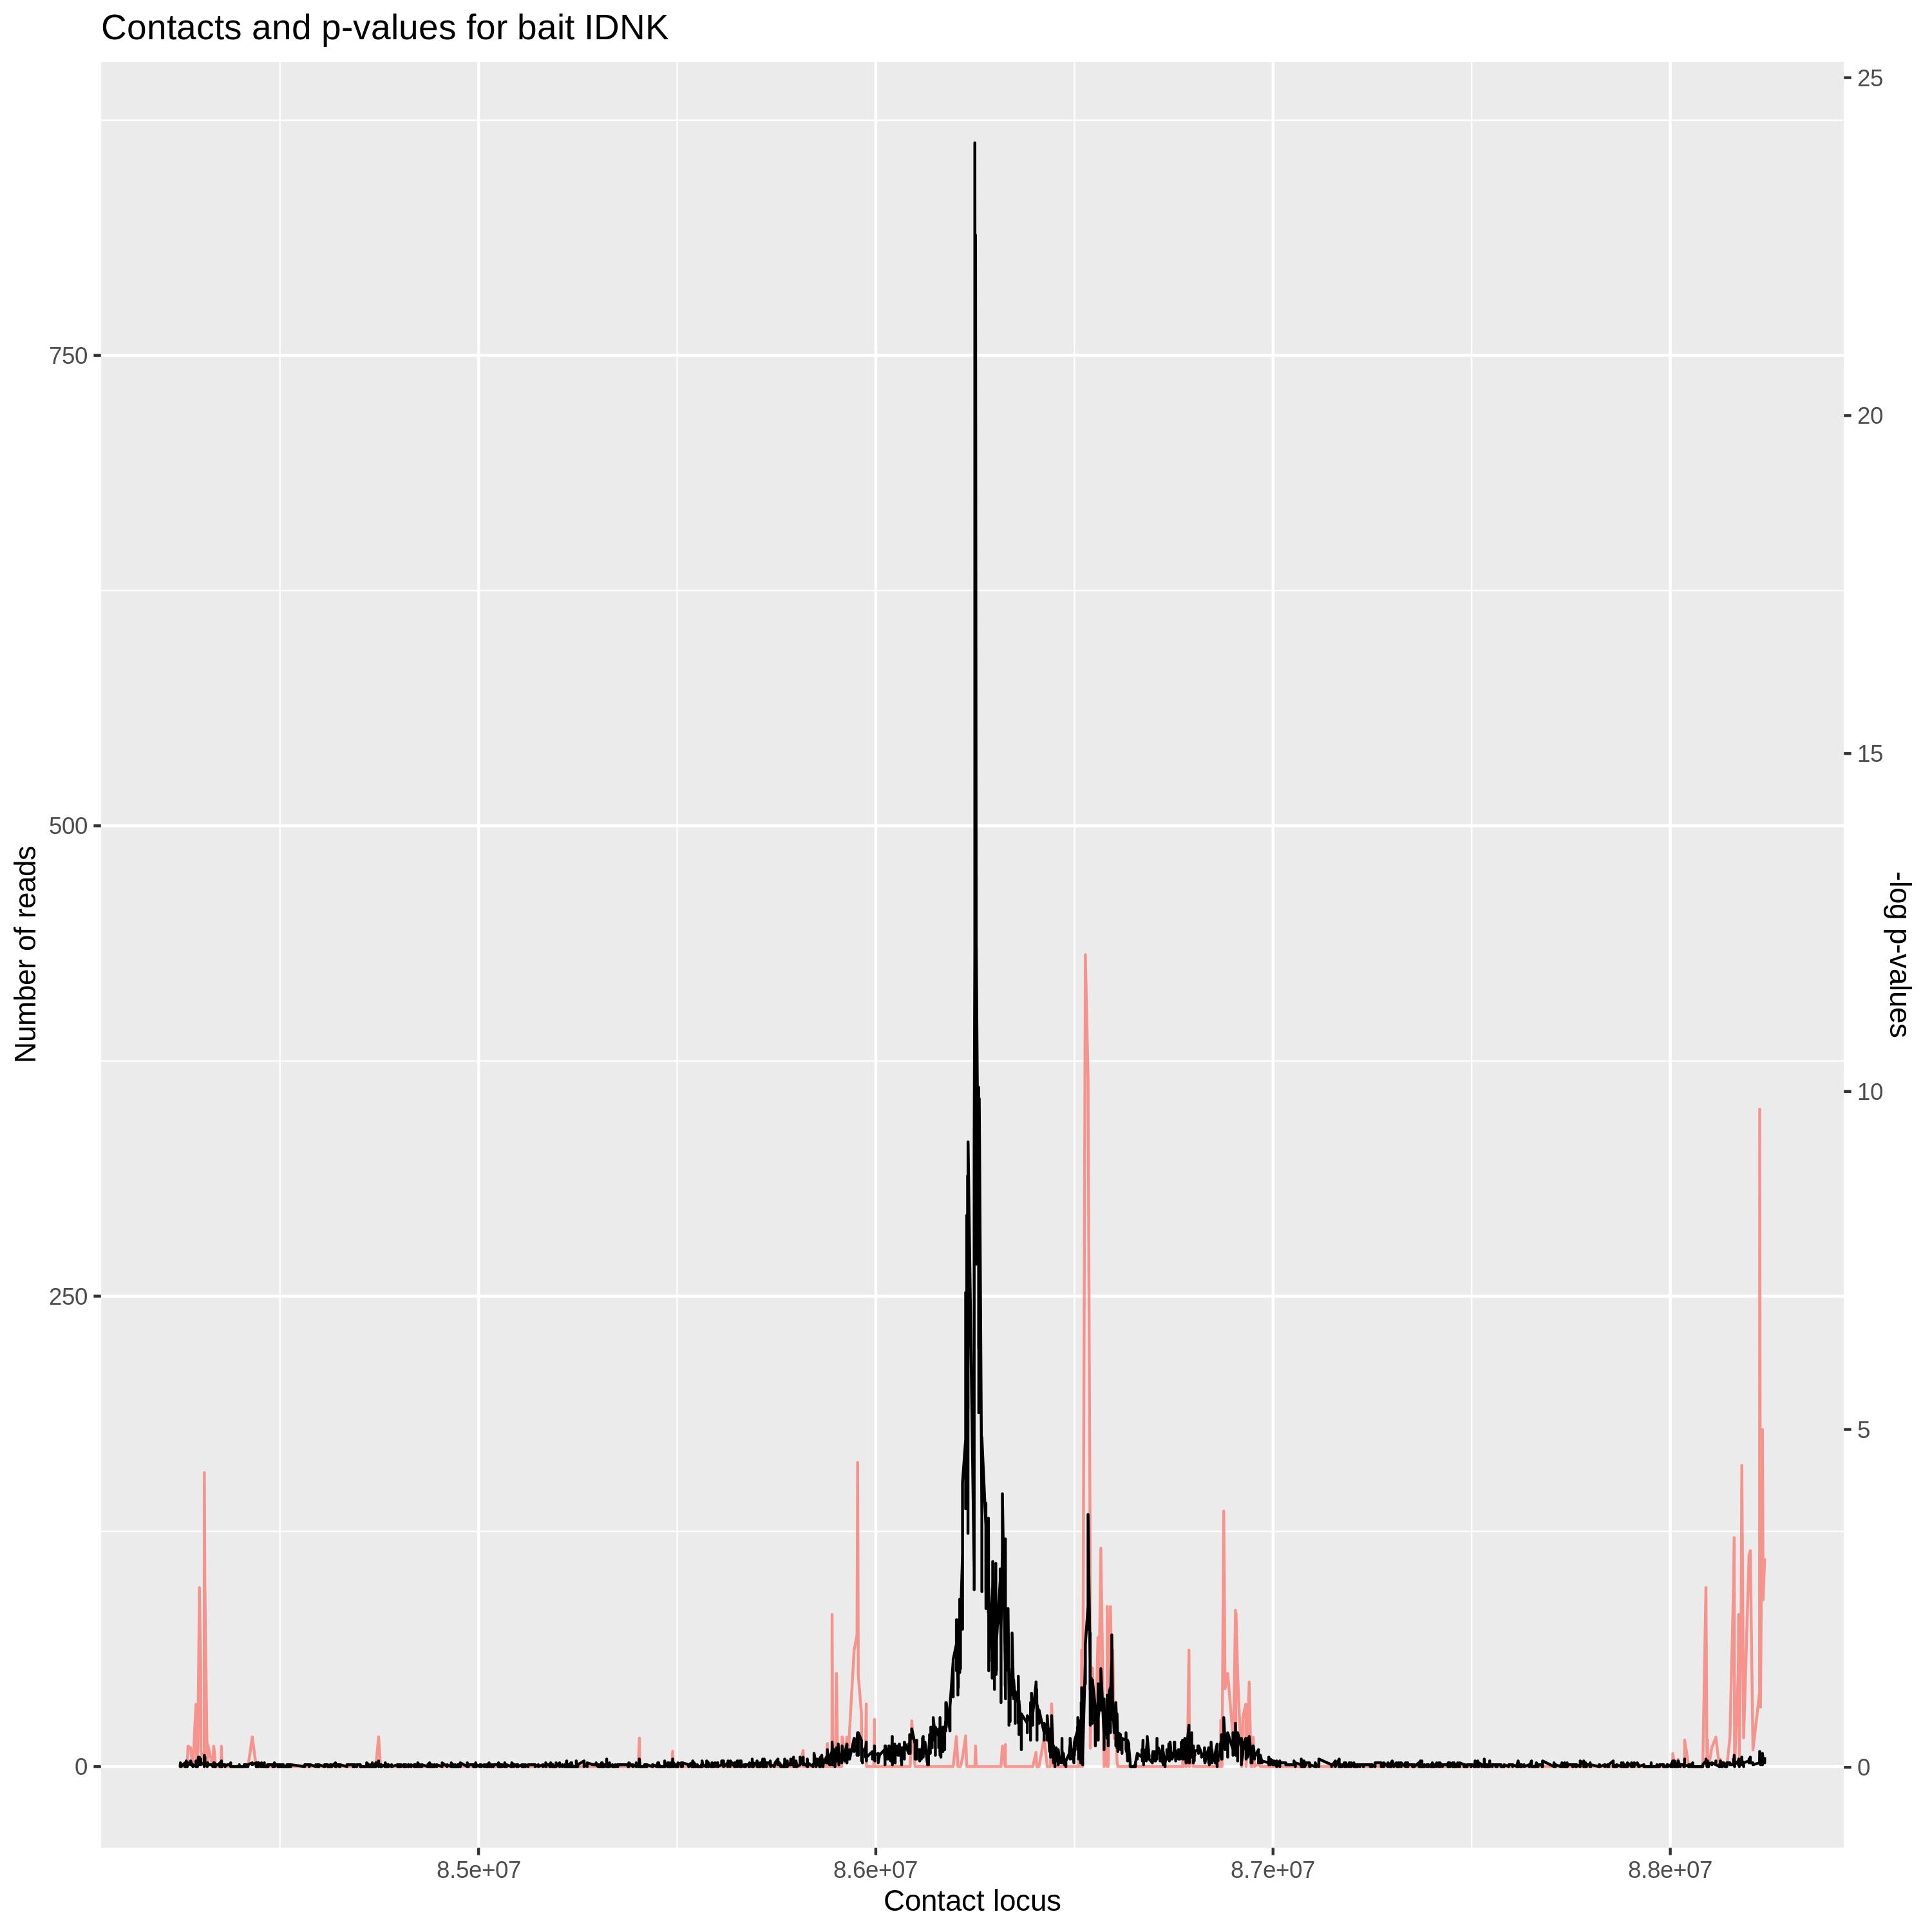 Contacts and p-values for bait IDNK
Number of reads
750
500
250
0
25
20
15
10
5
0
-log p-values
8.5e+07
8.6e+07
8.7e+07
8.8e+07
Contact locus